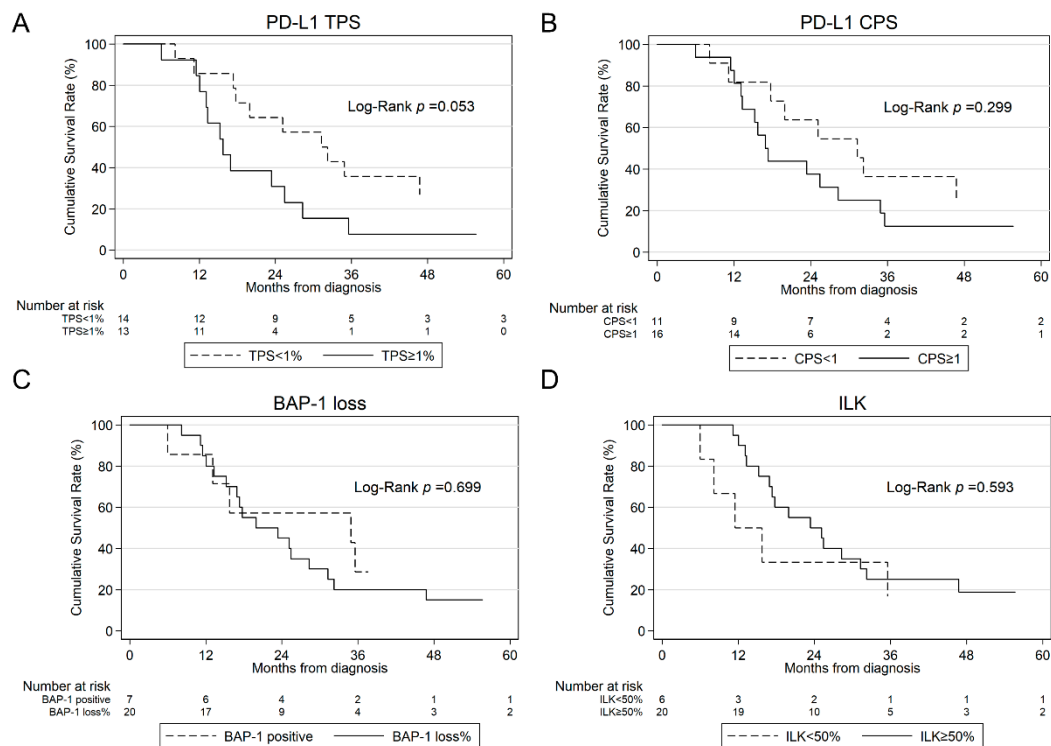 A
PD-L1 TPS
Cumulative Survival Rate (%)
100
80
60
40
20
0
Log-Rank p =0.053
0 12 24 36 48 60
Months from diagnosis
Number at risk
TPS<1% 14 12 9 5 3 3
TPS≥1% 13 11 4 1 1 0
TPS<1% TPS≥1%
B
PD-L1 CPS
Cumulative Survival Rate (%)
100
80
60
40
20
0
Log-Rank p =0.299
0 12 24 36 48 60
Months from diagnosis
Number at risk
CPS<1 11 9 7 4 2 2
CPS≥1 16 14 6 2 2 1
CPS<1 CPS≥1
C
BAP-1 loss
Cumulative Survival Rate (%)
100
80
60
40
20
0
Log-Rank p =0.699
0 12 24 36 48 60
Months from diagnosis
Number at risk
BAP-1 positive 7 6 4 2 1 1
BAP-1 loss% 20 17 9 4 3 2
BAP-1 positive BAP-1 loss%
D
ILK
Cumulative Survival Rate (%)
100
80
60
40
20
0
Log-Rank p =0.593
0 12 24 36 48 60
Months from diagnosis
Number at risk
ILK<50% 6 3 2 1 1 1
ILK≥50% 20 19 10 5 3 2
ILK<50% ILK≥50%